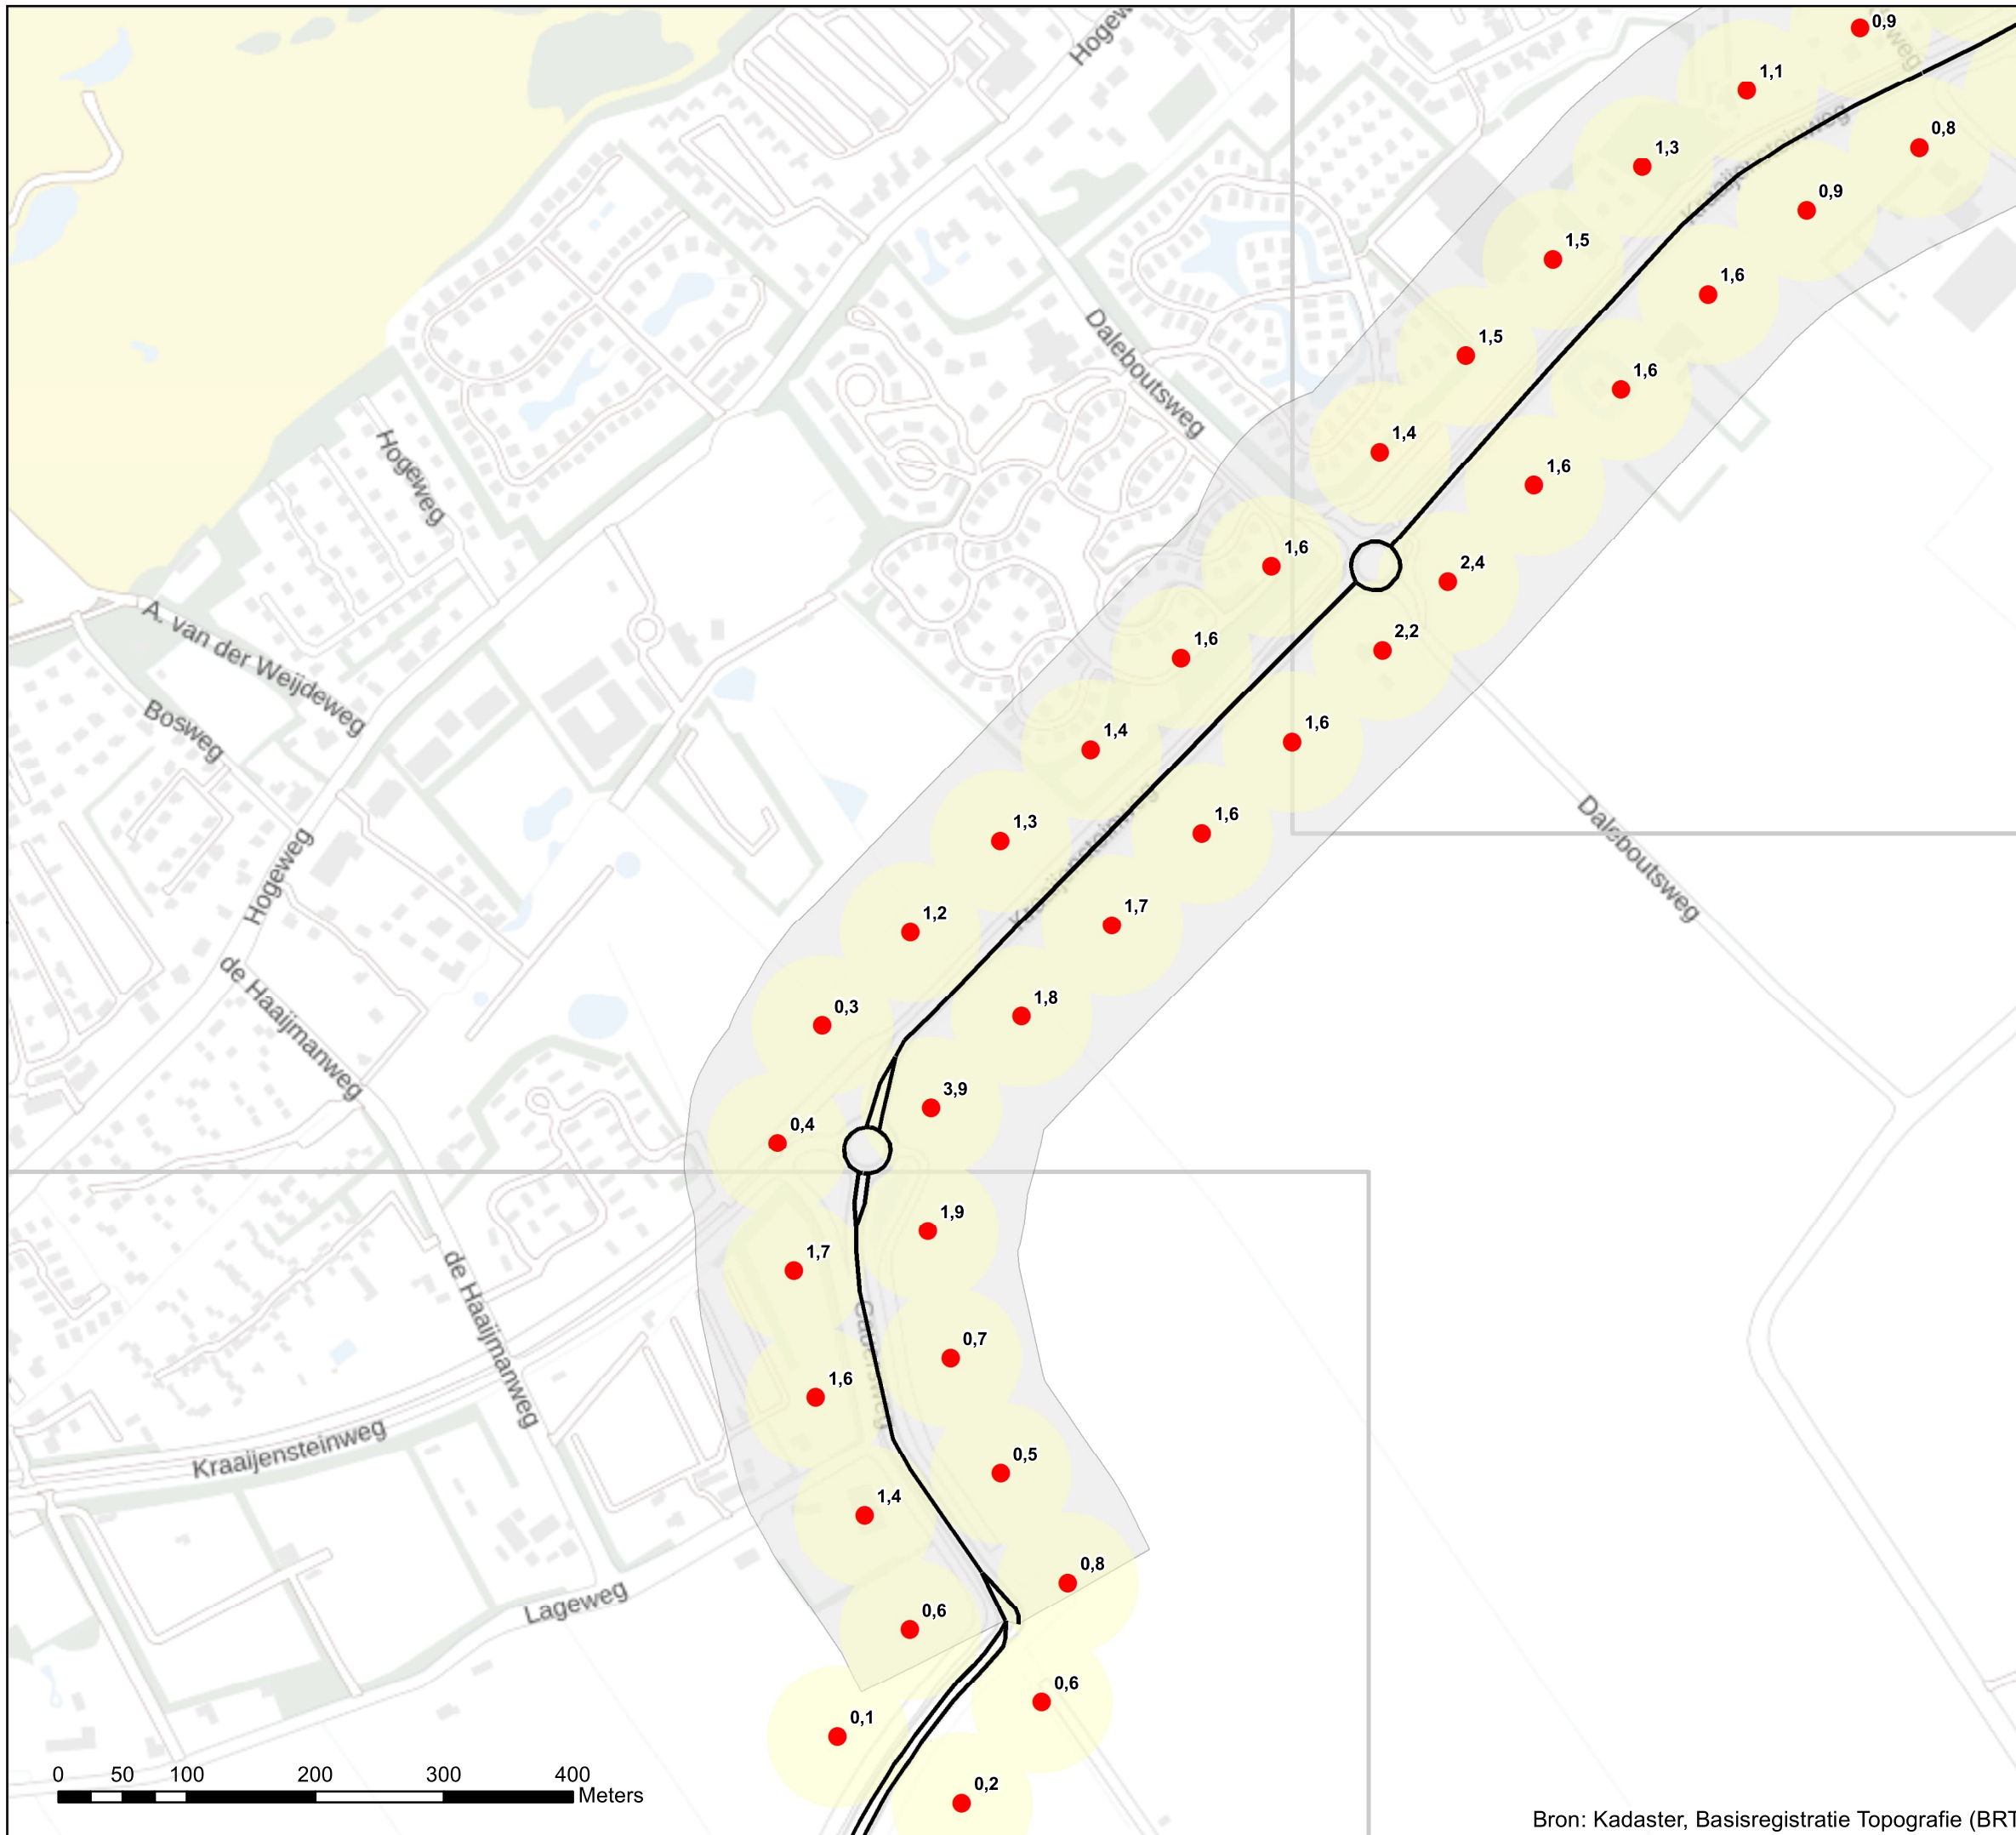 0,9
1,1
0,8
1,3
0,9
1,5
1,6
1,5
1,6
1,4
1,6
1,6
2,4
1,6
2,2
1,4
1,6
1,3
1,6
1,2
1,7
0,3
1,8
3,9
0,4
1,9
1,7
0,7
1,6
0,5
1,4
0,8
0,6
0,6
0,1
0,2
Daleboutsweg
Hogeweg
A. van der Weijdeweg
Bosweg
Hogeweg
de Haaijmanweg
Daleboutsweg
de Haaijmanweg
Kraaijensteinweg
Lageweg
0 50 100 200 300 400
Meters
Bron: Kadaster, Basisregistratie Topografie (BRT